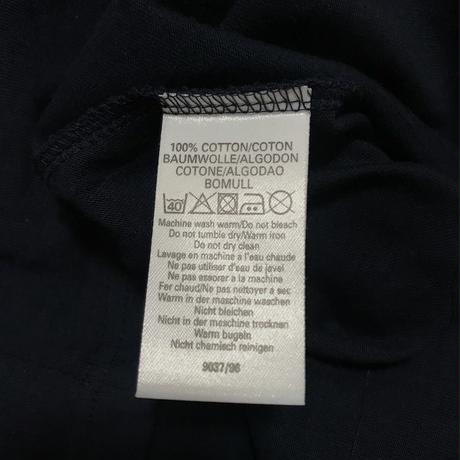 100% COTTON/COTON
BAUMWOLLE/ALGODON
COTONE/ALGODAO
BOMULL
40
Machine wash warm/Do not bleach
Do not tumble dry/Warm iron
Do not dry clean
Lavage en machine à l'eau chaude
Ne pas utiliser d'eau de javel
Ne pas essorer a la machine
Fer chaud/Ne pas nettoyer a sec
Warm in der maschine waschen
Nicht bleichen
Nicht in der maschine trocknen
Warm bugeln
Nicht chemisch reinigen
9037/96